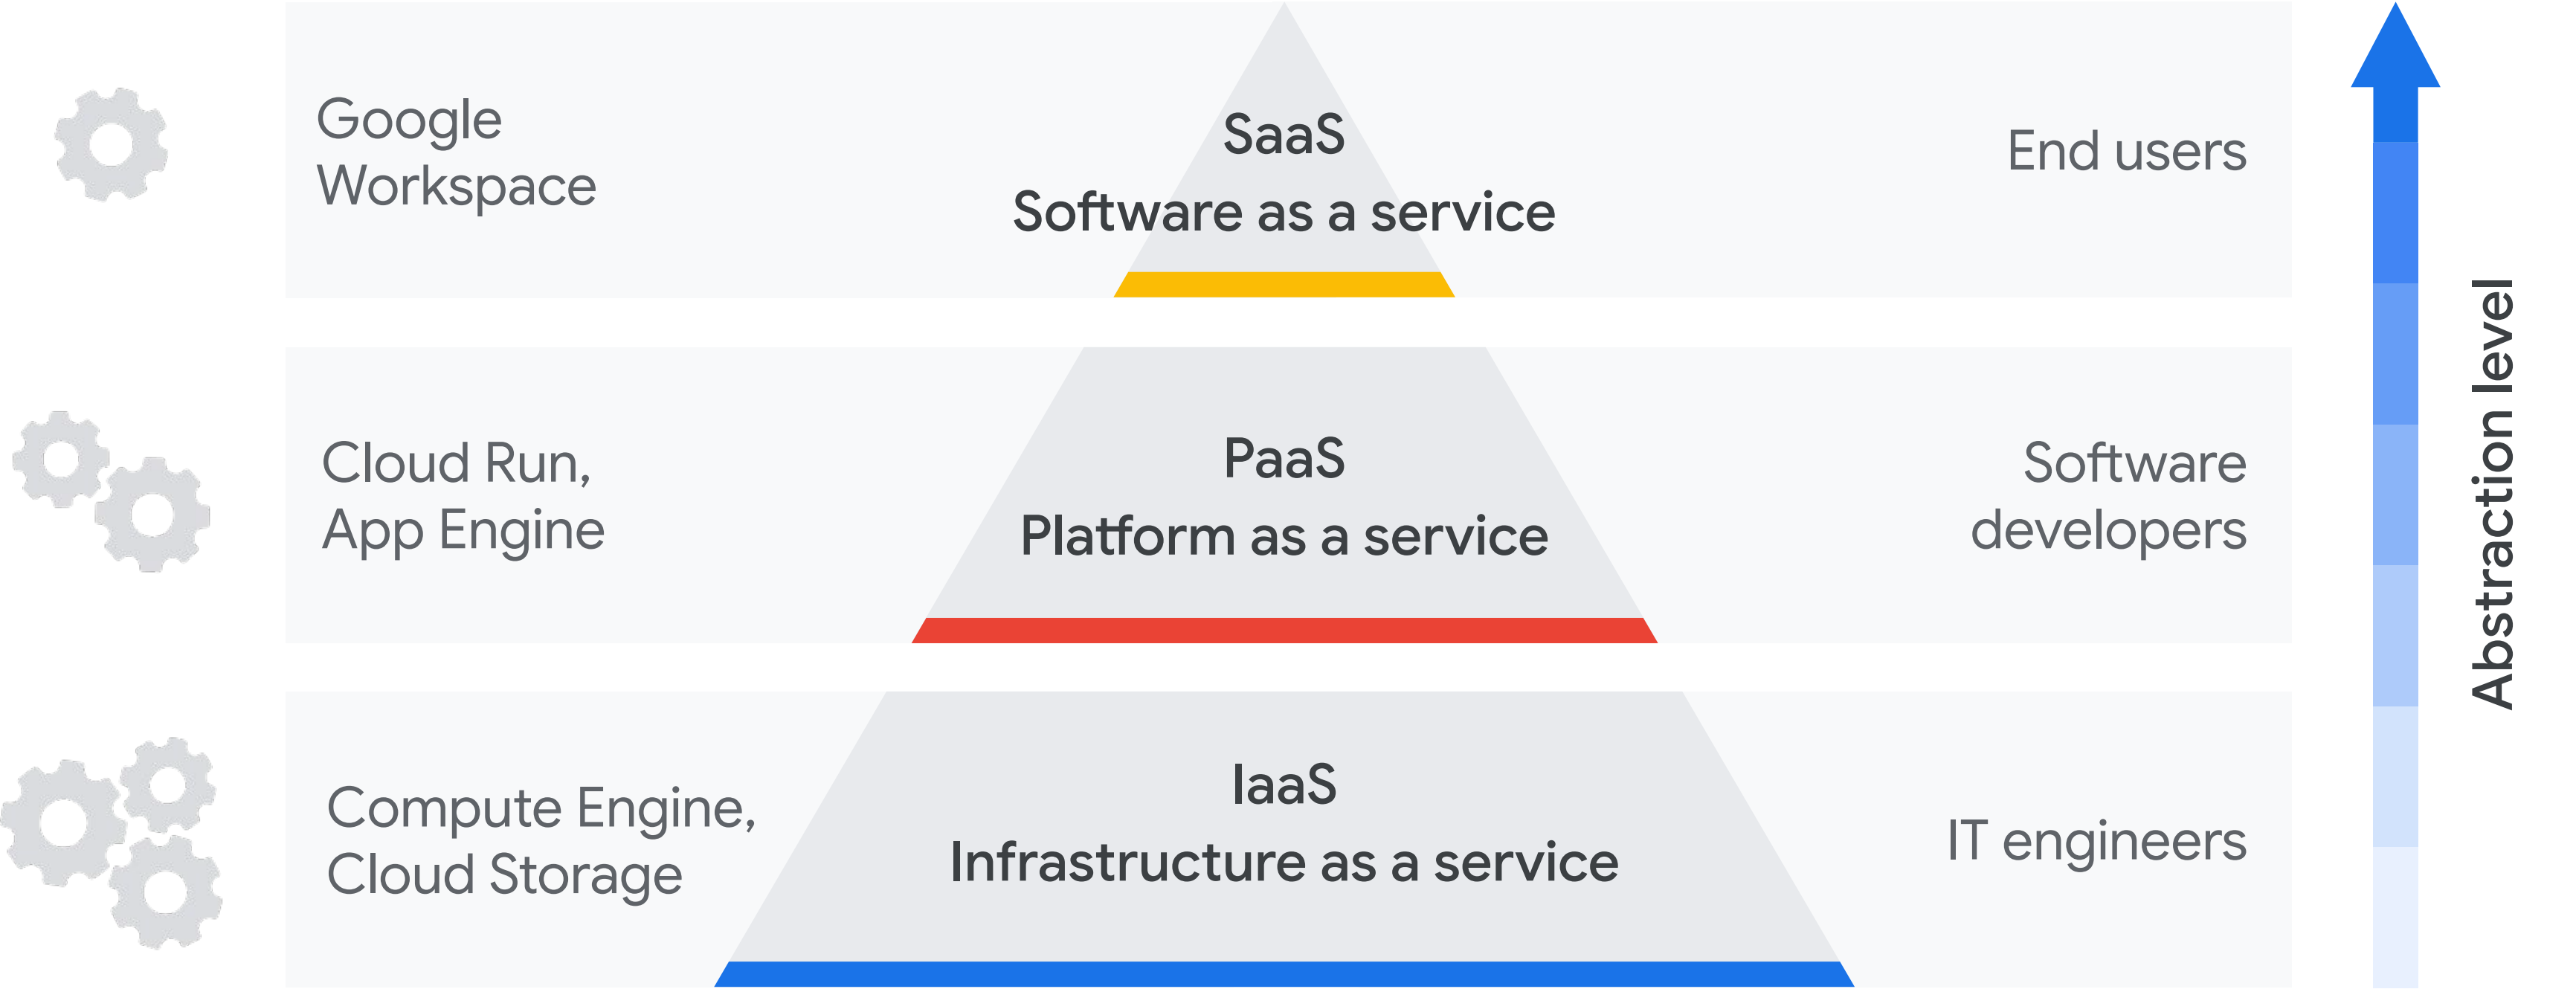 Google
Workspace
SaaS
Software as a service
End users
Cloud Run,
App Engine
PaaS
Platform as a service
Software
developers
Compute Engine,
Cloud Storage
IaaS
Infrastructure as a service
IT engineers
Abstraction level